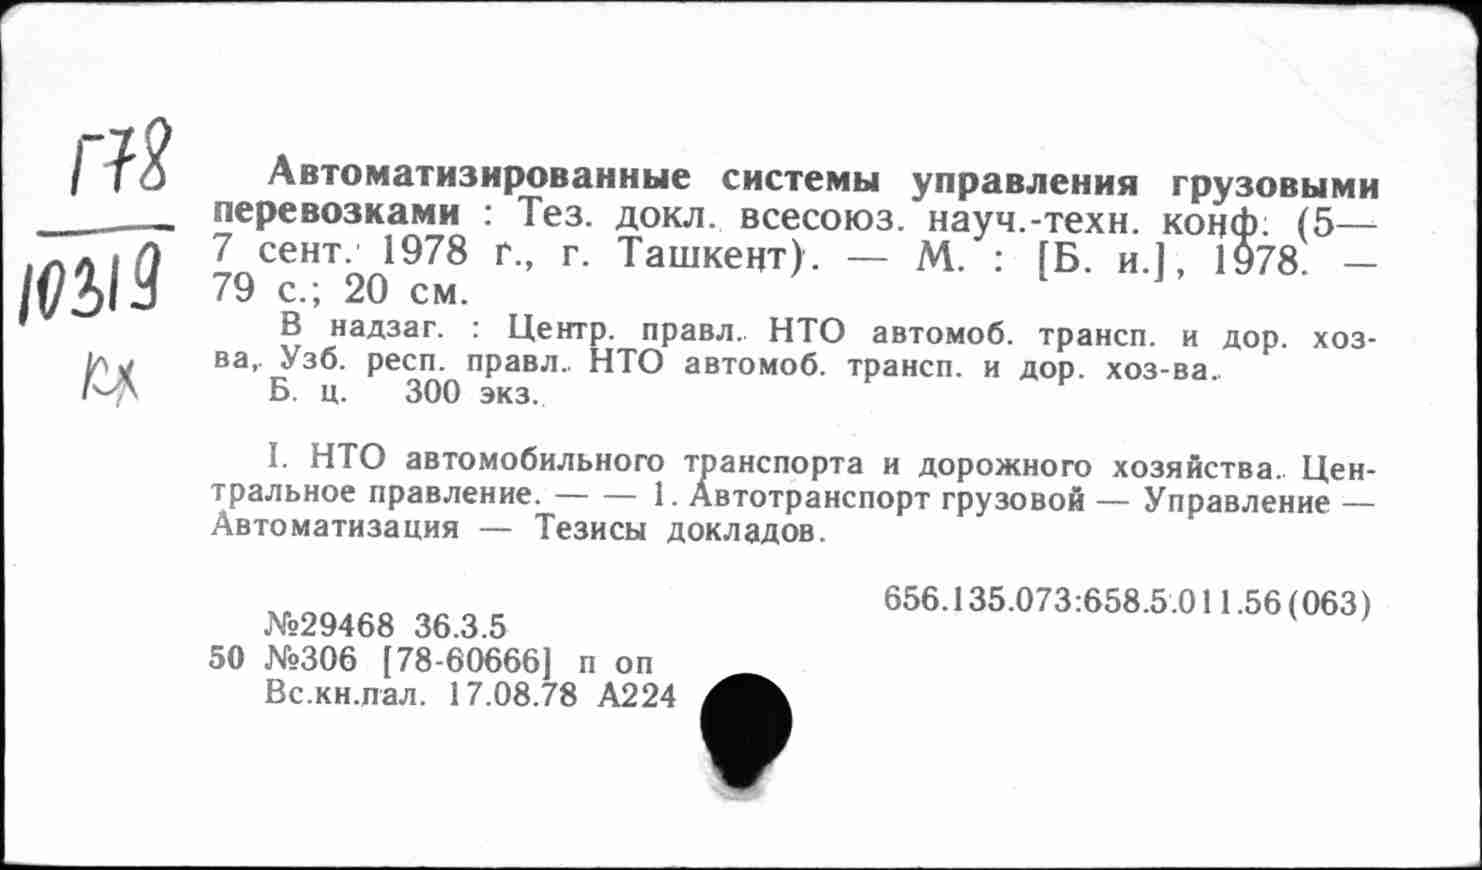 Г78
10319
кх
Автоматизированные системы управления грузовыми
перевозками : Тез. докл. всесоюз. науч.-техн. конф. (5—
7 сент. 1978 г., г. Ташкент). — М. : [Б. и.], 1978. —
79 с.; 20 см.
В надзаг. : Центр. правл. НТО автомоб. трансп. и дор. хоз-
ва, Узб. респ. правл. НТО автомоб. трансп. и дор. хоз-ва.
Б. ц. 300 экз.
I. НТО автомобильного транспорта и дорожного хозяйства. Цен-
тральное правление. — — 1. Автотранспорт грузовой — Управление —
Автоматизация — Тезисы докладов.
656.135.073:658.5.011.56(063)
№29468 36.3.5
50 №306 [78-60666] п оп
Вс.кн.пал. 17.08.78 А224